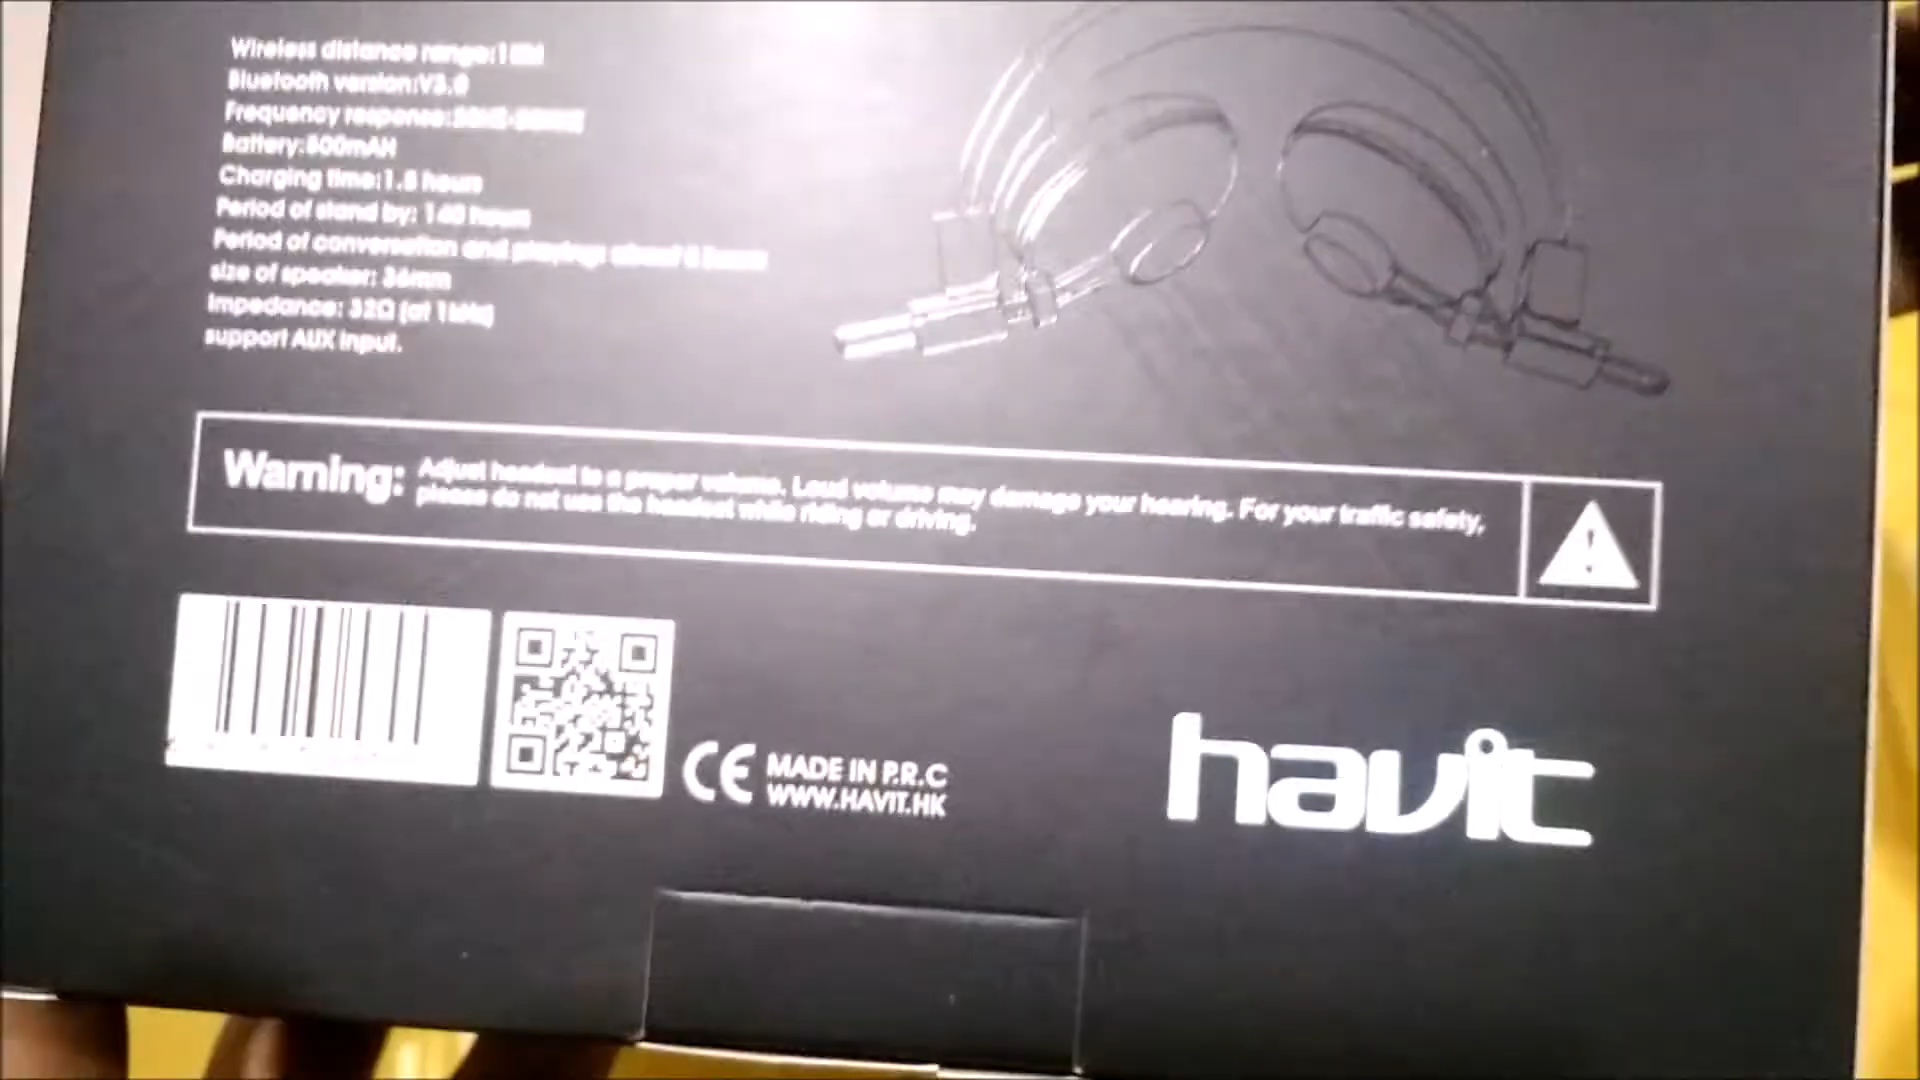 Wireless distance range:10M
Bluetooth version:V3.0
Frequency response:
Battery:500mAH
Charging time:1.5 hours
Period of stand by: 140 hours
Period of conversation and playing: about hours
size of speaker: 36mm
Impedance: 32Ω (at 1kHz)
support AUX input.
Warning: Adjust headset to a proper volume. Loud volume may damage your hearing. For your traffic safety,
please do not use the headset while riding or driving.
CE MADE IN P.R.C
WWW.HAVIT.HK
havit